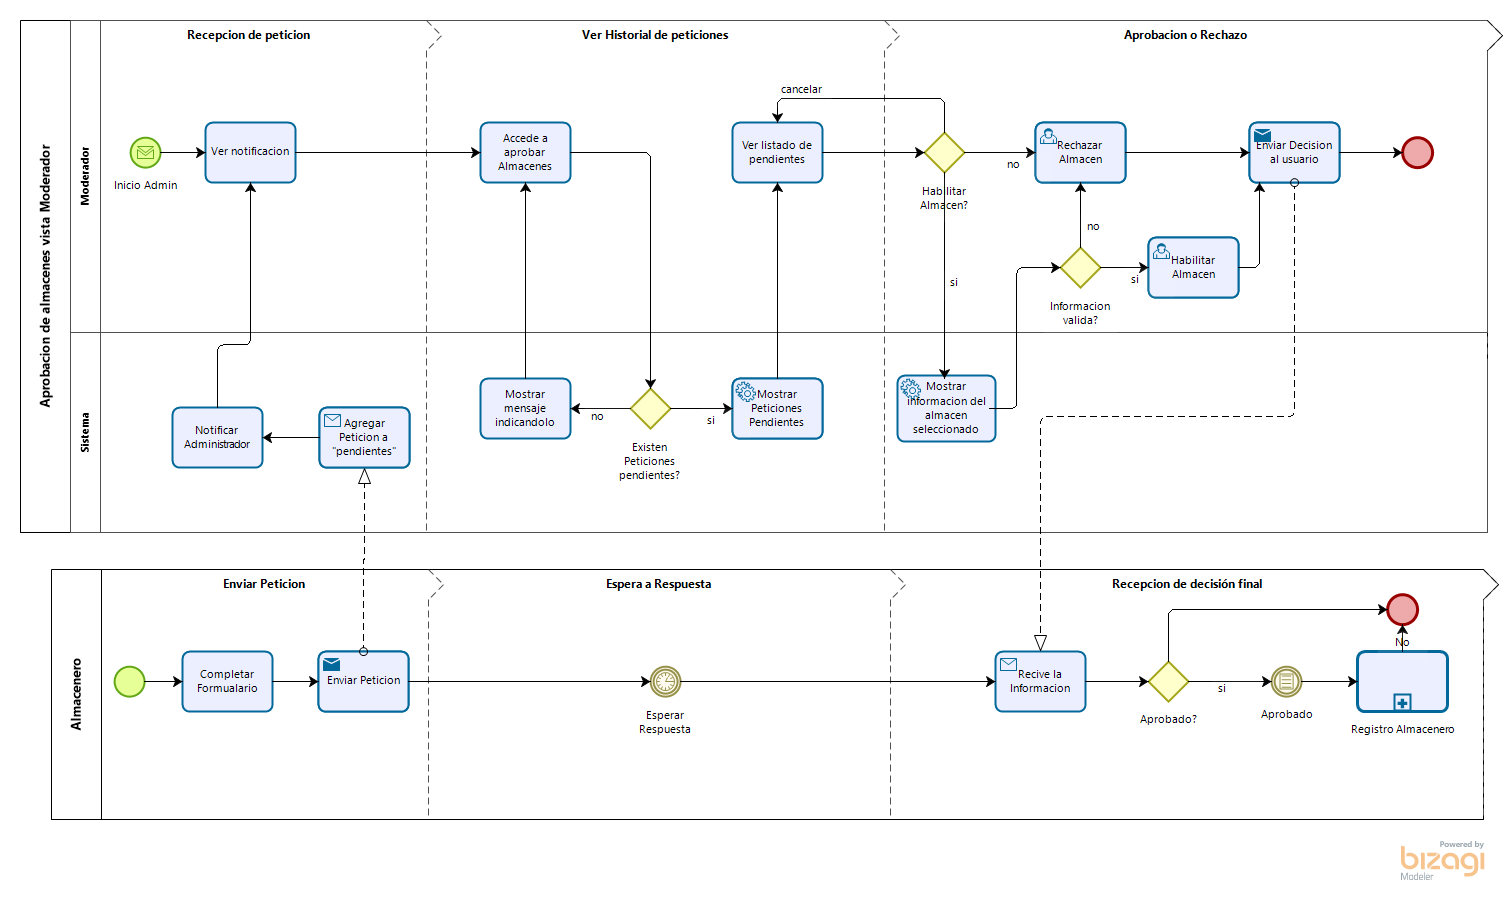 Recepcion de peticion
Ver Historial de peticiones
Aprobacion o Rechazo
Aprobacion de almacenes vista Moderador
Moderador
Inicio Admin
Ver notificacion
Accede a
aprobar
Almacenes
cancelar
Ver listado de
pendientes
Habilitar
Almacen?
no
si
Rechazar
Almacen
no
Informacion
valida?
si
Habilitar
Almacen
Enviar Decision
al usuario
Sistema
Notificar
Administrador
Agregar
Peticion a
"pendientes"
Mostrar
mensaje
indicandolo
no
Existen
Peticiones
pendientes?
si
Mostrar
Peticiones
Pendientes
Mostrar
informacion del
almacen
seleccionado
Enviar Peticion
Espera a Respuesta
Recepcion de decisión final
Almacenero
Completar
Formualario
Enviar Peticion
Esperar
Respuesta
Recive la
Informacion
Aprobado?
si
Aprobado
No
Registro Almacenero
Powered by
bizagi
Modeler